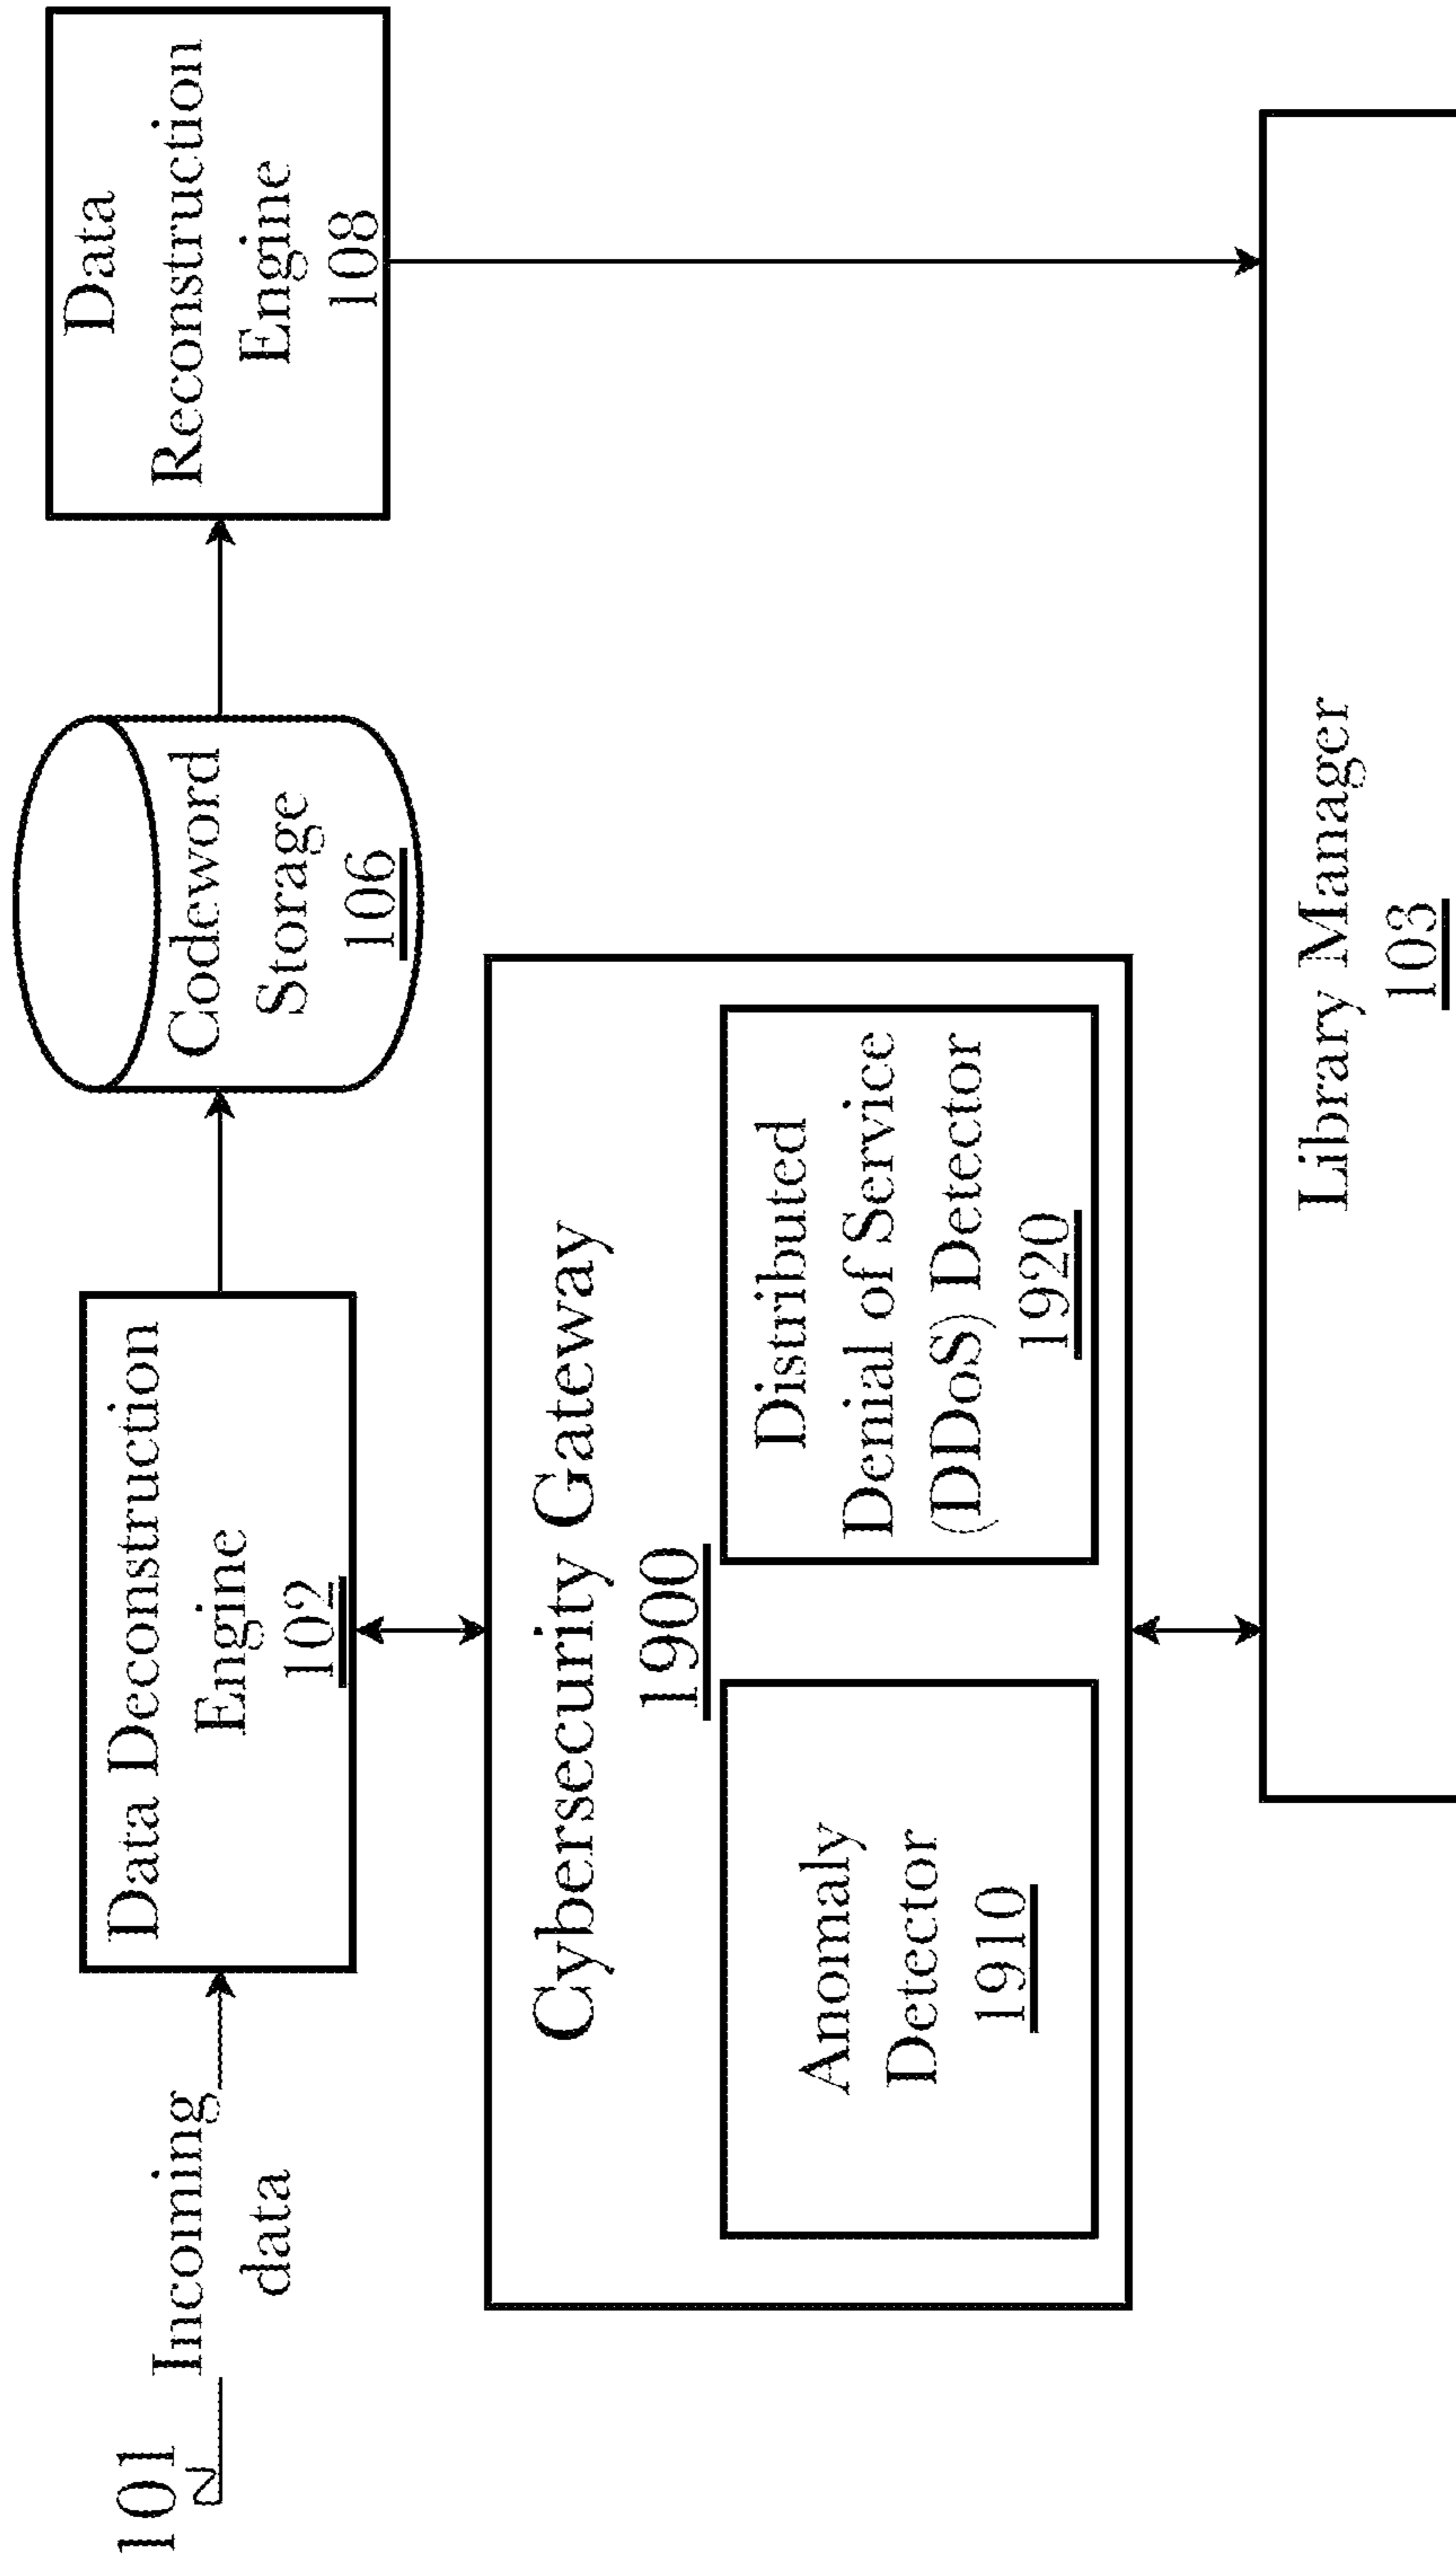 101
Incoming
data
Data Deconstruction
Engine
102
Codeword
Storage
106
Data
Reconstruction
Engine
108
Cybersecurity Gateway
1900
Anomaly
Detector
1910
Distributed
Denial of Service
(DDoS) Detector
1920
Library Manager
103